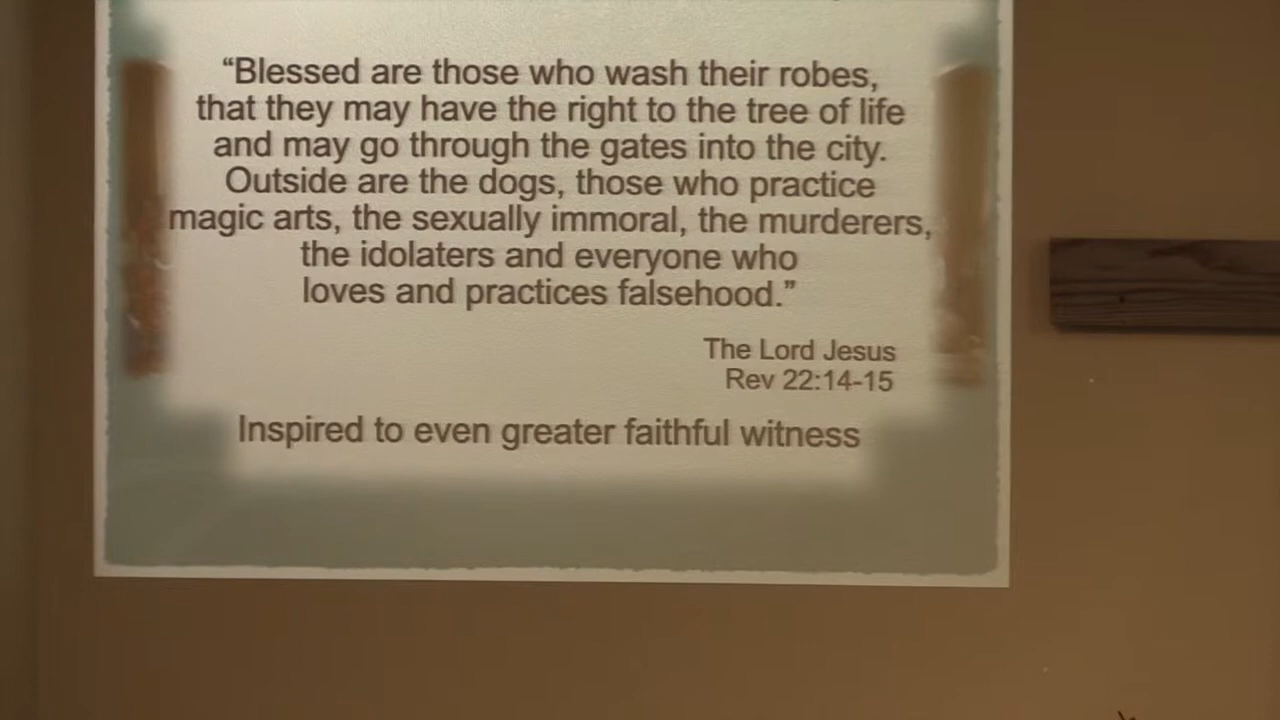 “Blessed are those who wash their robes,
that they may have the right to the tree of life
and may go through the gates into the city.
Outside are the dogs, those who practice
magic arts, the sexually immoral, the murderers,
the idolaters and everyone who
loves and practices falsehood.”
The Lord Jesus
Rev 22:14-15
Inspired to even greater faithful witness